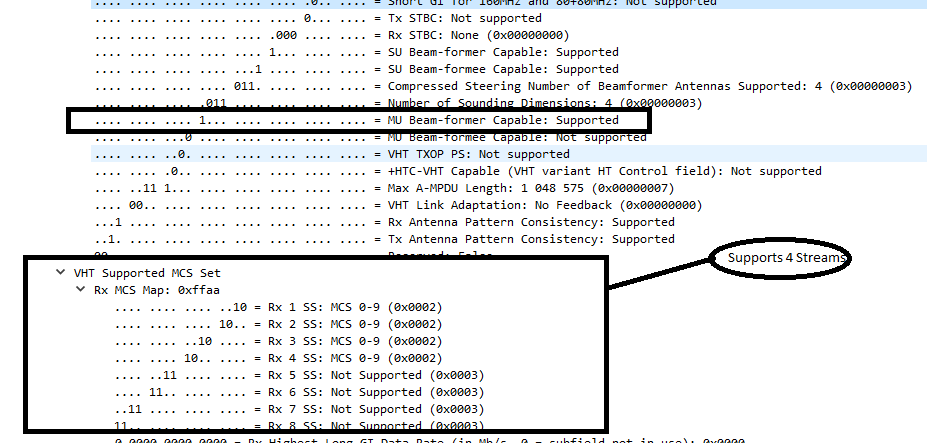 .... .... .... .... .... .0.. .... .... = Short GI for 160MHz and 80+80MHz: Not supported
.... .... .... .... .... 0... .... .... = Tx STBC: Not supported
.... .... .... .... .000 .... .... .... = Rx STBC: None (0x00000000)
.... .... .... .... 1... .... .... .... = SU Beam-former Capable: Supported
.... .... .... ...1 .... .... .... .... = SU Beam-formee Capable: Supported
.... .... .... 011. .... .... .... .... = Compressed Steering Number of Beamformer Antennas Supported: 4 (0x00000003)
.... .... .011 .... .... .... .... .... = Number of Sounding Dimensions: 4 (0x00000003)
.... .... 1... .... .... .... .... .... = MU Beam-former Capable: Supported
.... ...0 .... .... .... .... .... .... = MU Beam-formee Capable: Not supported
.... ..0. .... .... .... .... .... .... = VHT TXOP PS: Not supported
.... .0.. .... .... .... .... .... .... = +HTC-VHT Capable (VHT variant HT Control field): Not supported
.... ..11 1... .... .... .... .... .... = Max A-MPDU Length: 1 048 575 (0x00000007)
.... 00.. .... .... .... .... .... .... = VHT Link Adaptation: No Feedback (0x00000000)
...1 .... .... .... .... .... .... .... = Rx Antenna Pattern Consistency: Supported
..1. .... .... .... .... .... .... .... = Tx Antenna Pattern Consistency: Supported
Supports 4 Streams
VHT Supported MCS Set
Rx MCS Map: 0xffaa
.... .... .... ..10 = Rx 1 SS: MCS 0-9 (0x0002)
.... .... .... 10.. = Rx 2 SS: MCS 0-9 (0x0002)
.... .... ..10 .... = Rx 3 SS: MCS 0-9 (0x0002)
.... .... 10.. .... = Rx 4 SS: MCS 0-9 (0x0002)
.... ..11 .... .... = Rx 5 SS: Not Supported (0x0003)
.... 11.. .... .... = Rx 6 SS: Not Supported (0x0003)
..11 .... .... .... = Rx 7 SS: Not Supported (0x0003)
11.. .... .... .... = Rx 8 SS: Not Supported (0x0003)
...0 0000 0000 0000 = Rx Highest Long GI Data Rate (in Mb/s, 0 = subfield not in use): 0x0000